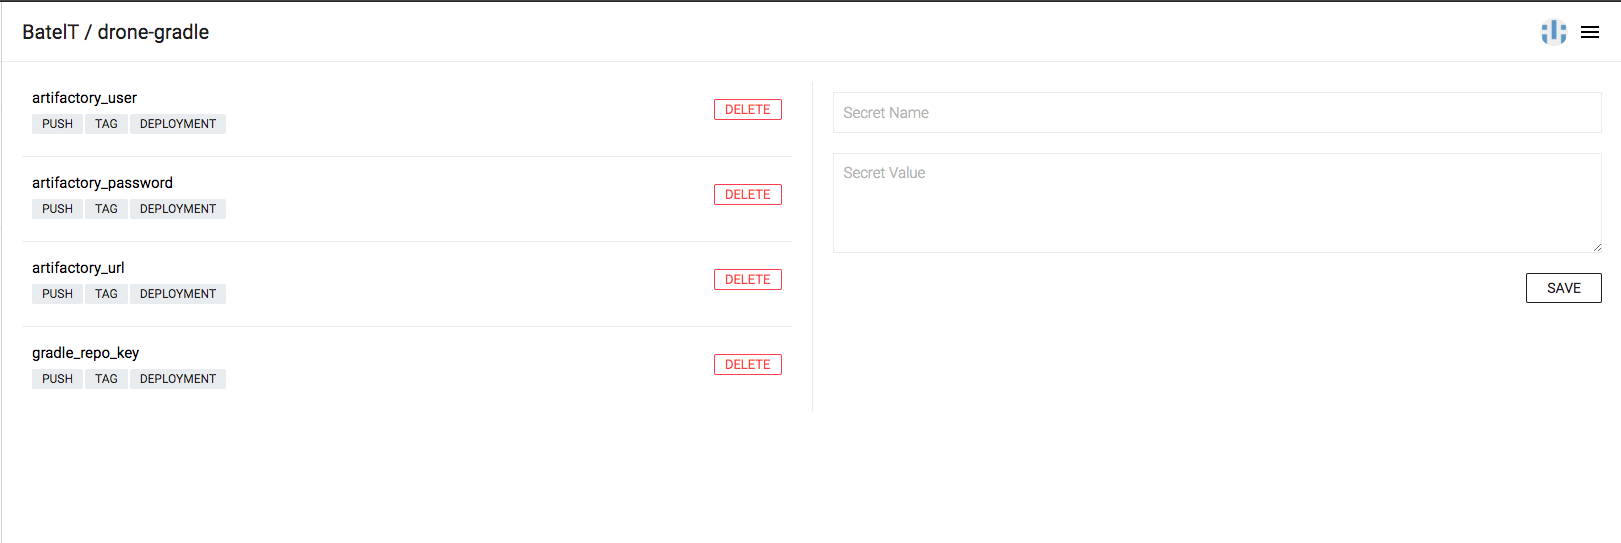 BateIT / drone-gradle
artifactory_user
PUSH TAG DEPLOYMENT
DELETE
artifactory_password
PUSH TAG DEPLOYMENT
DELETE
artifactory_url
PUSH TAG DEPLOYMENT
DELETE
gradle_repo_key
PUSH TAG DEPLOYMENT
DELETE
Secret Name
Secret Value
SAVE